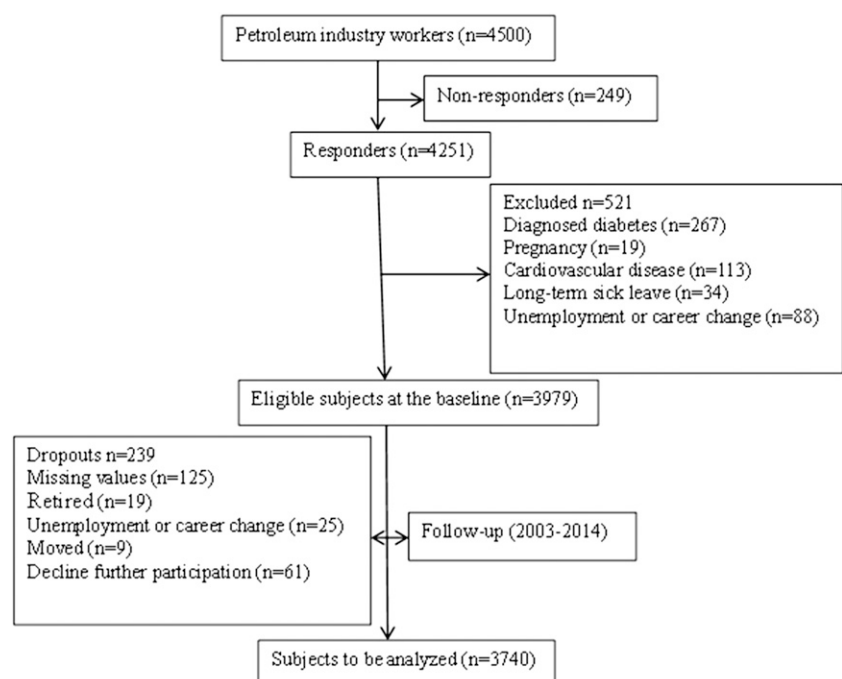 Petroleum industry workers (n=4500)
Non-responders (n=249)
Responders (n=4251)
Excluded n=521
Diagnosed diabetes (n=267)
Pregnancy (n=19)
Cardiovascular disease (n=113)
Long-term sick leave (n=34)
Unemployment or career change (n=88)
Eligible subjects at the baseline (n=3979)
Dropouts n=239
Missing values (n=125)
Retired (n=19)
Unemployment or career change (n=25)
Moved (n=9)
Decline further participation (n=61)
Follow-up (2003-2014)
Subjects to be analyzed (n=3740)